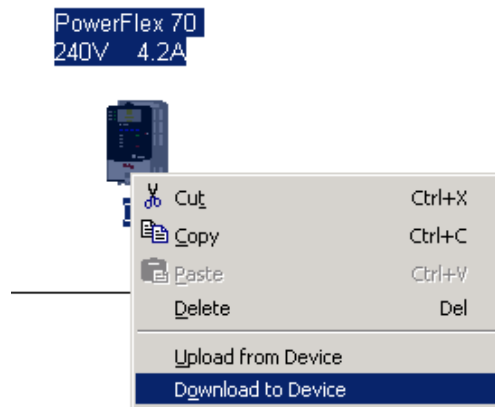 PowerFlex 70
240V 4.2A
Cut Ctrl+X
Copy Ctrl+C
Paste Ctrl+V
Delete Del
Upload from Device
Download to Device